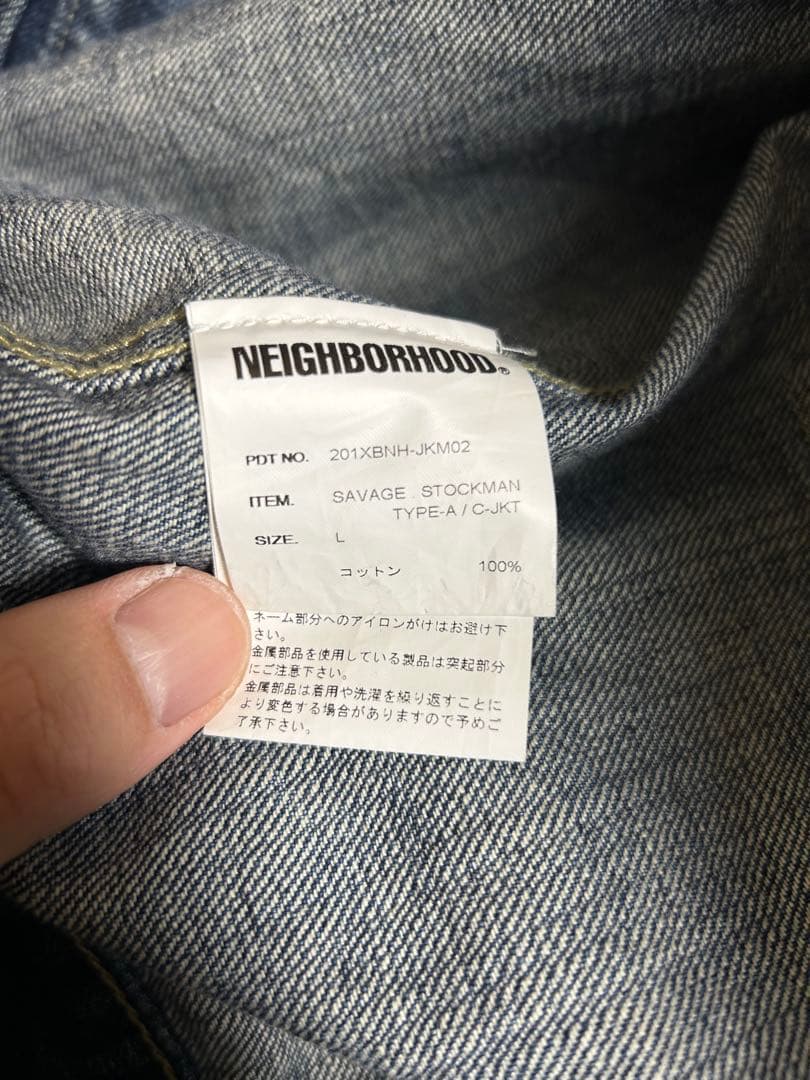 NEIGHBORHOOD®
PDT NO. 201XBNH-JKM02
ITEM. SAVAGE . STOCKMAN
TYPE-A / C-JKT
SIZE. L
コットン 100%
ネーム部分へのアイロンがけはお避け下
さい。
金属部品を使用している製品は突起部分
にご注意下さい。
金属部品は着用や洗濯を繰り返すことに
より変色する場合がありますので予めご
了承下さい。